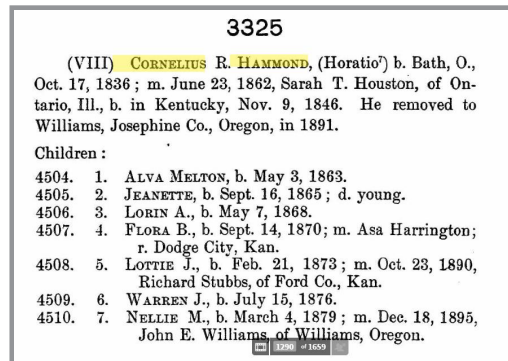 3325
(VIII) CORNELIUS R. HAMMOND, (Horatio⁷) b. Bath, O.,
Oct. 17, 1836; m. June 23, 1862, Sarah T. Houston, of On-
tario, Ill., b. in Kentucky, Nov. 9, 1846. He removed to
Williams, Josephine Co., Oregon, in 1891.
Children:
4504. 1. ALVA MELTON, b. May 3, 1863.
4505. 2. JEANETTE, b. Sept. 16, 1865; d. young.
4506. 3. LORIN A., b. May 7, 1868.
4507. 4. FLORA B., b. Sept. 14, 1870; m. Asa Harrington;
r. Dodge City, Kan.
4508. 5. LOTTIE J., b. Feb. 21, 1873; m. Oct. 23, 1890,
Richard Stubbs, of Ford Co., Kan.
4509. 6. WARREN J., b. July 15, 1876.
4510. 7. NELLIE M., b. March 4, 1879; m. Dec. 18, 1895,
John E. Williams, of Williams, Oregon.
1290 of 1659